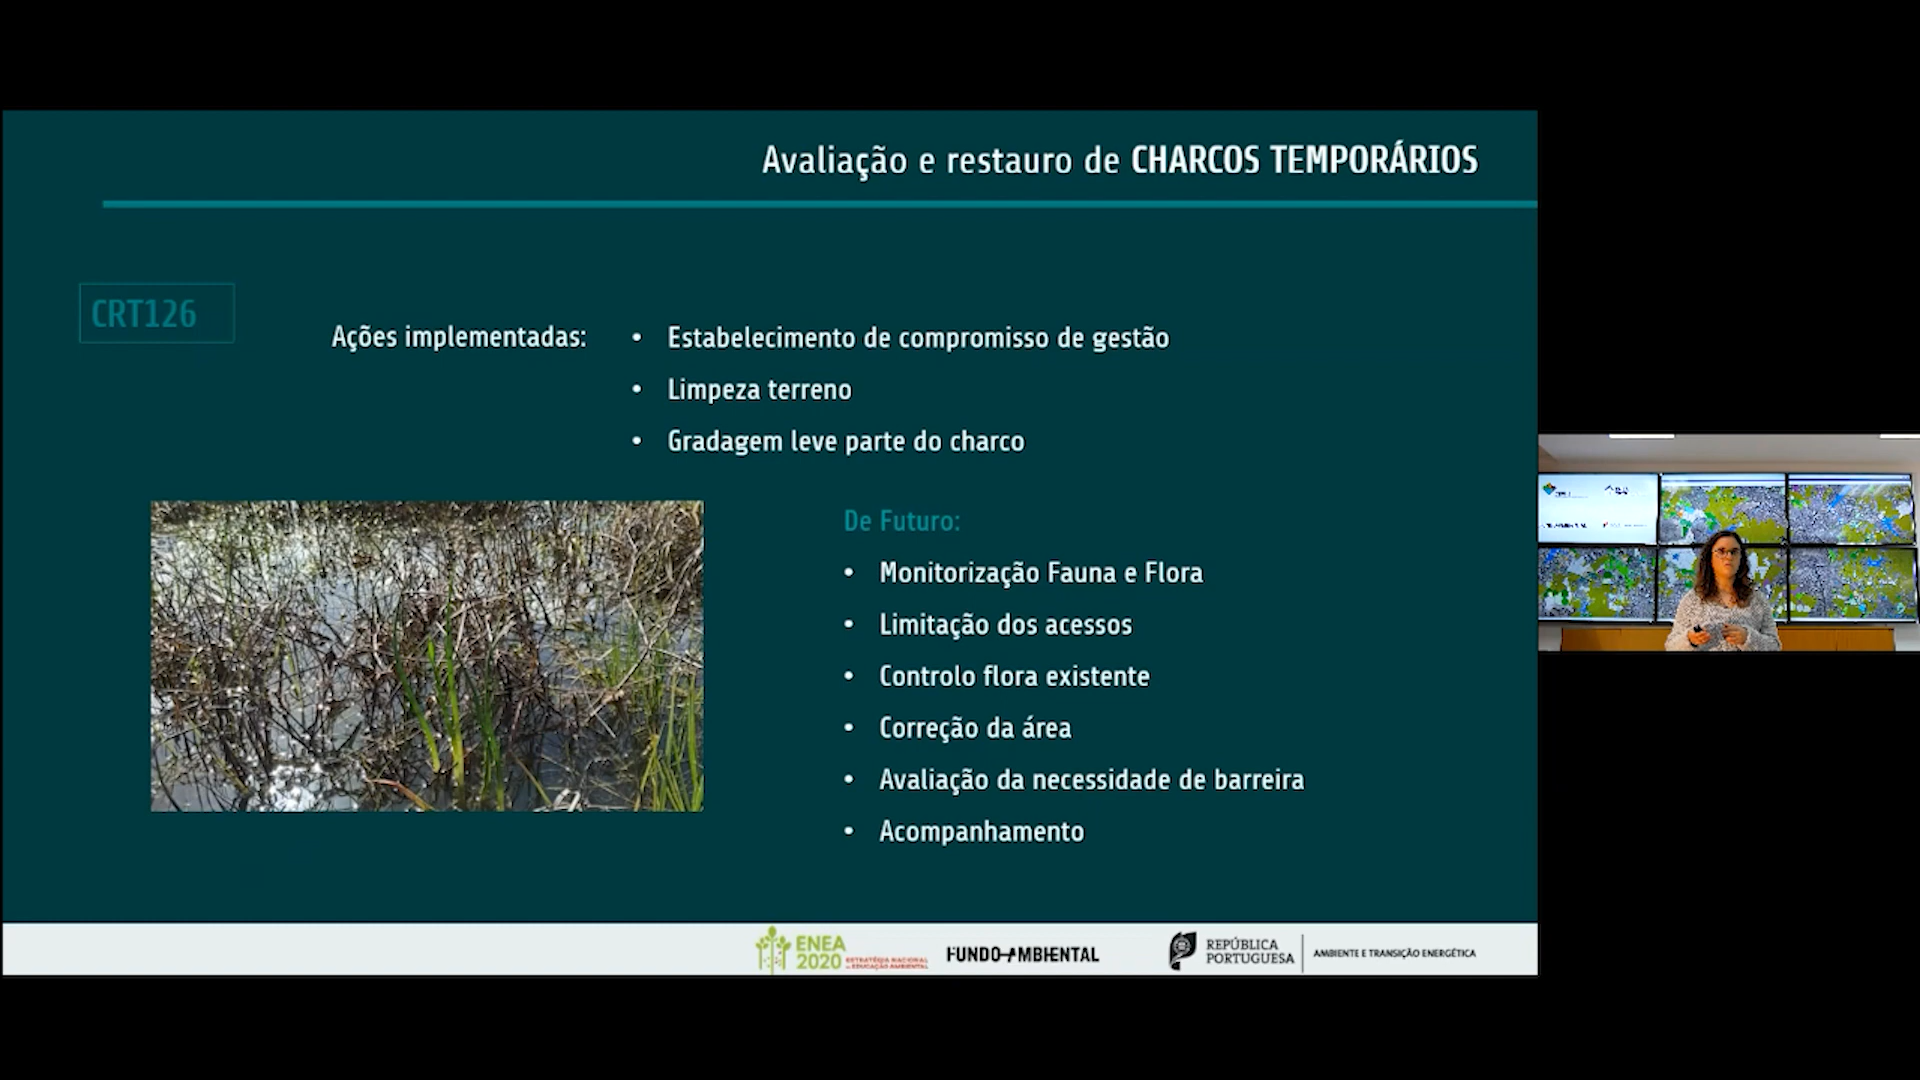 Avaliação e restauro de CHARCOS TEMPORÁRIOS
CRT126
Ações implementadas:
• Estabelecimento de compromisso de gestão
• Limpeza terreno
• Gradagem leve parte do charco
De Futuro:
• Monitorização Fauna e Flora
• Limitação dos acessos
• Controlo flora existente
• Correção da área
• Avaliação da necessidade de barreira
• Acompanhamento
ENEA
2020
ESTRATÉGIA NACIONAL
DE EDUCAÇÃO AMBIENTAL
FUNDO AMBIENTAL
REPÚBLICA
PORTUGUESA
AMBIENTE E TRANSIÇÃO ENERGÉTICA